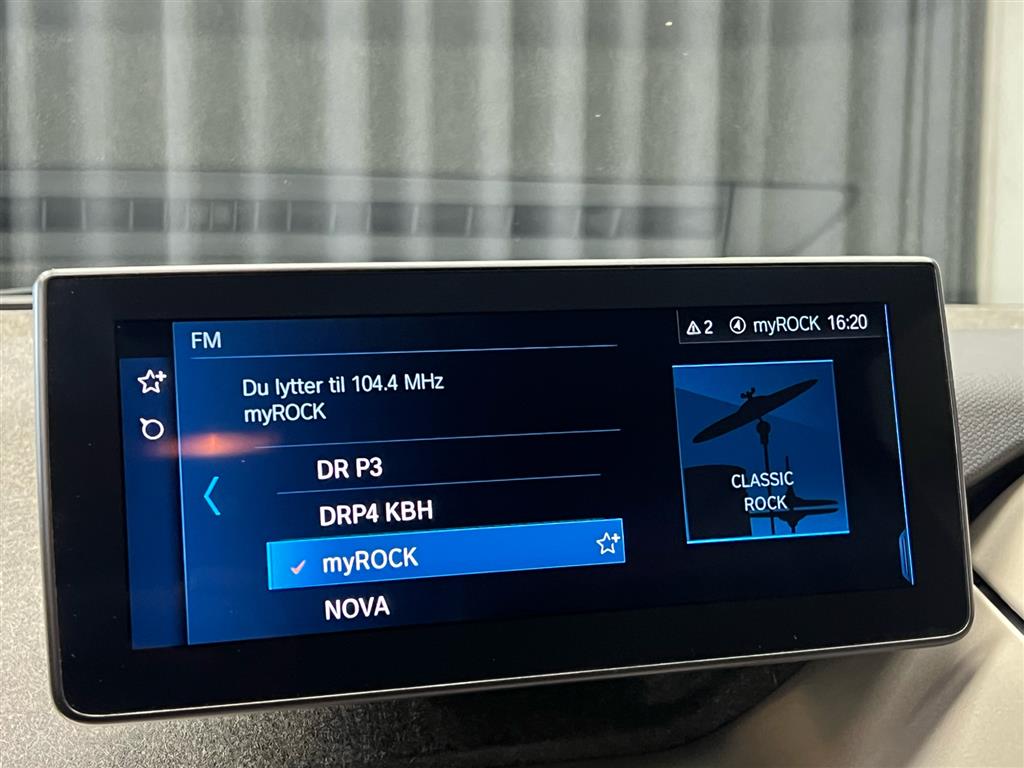 FM
2 myROCK 16:20
Du lytter til 104.4 MHz
myROCK
DR P3
DRP4 KBH
myROCK
NOVA
CLASSIC
ROCK